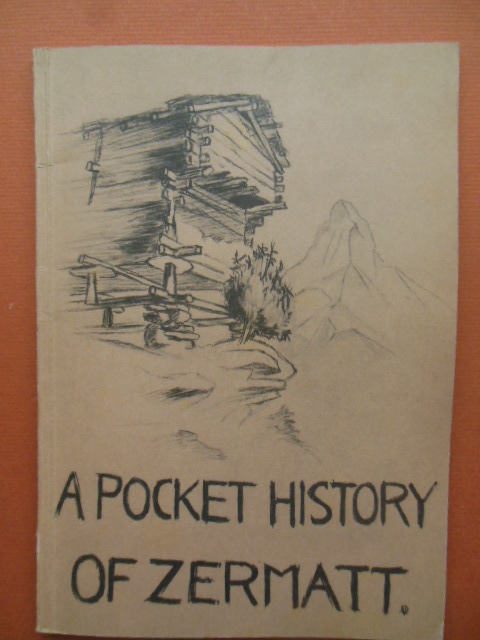 A POCKET HISTORY
OF ZERMATT.